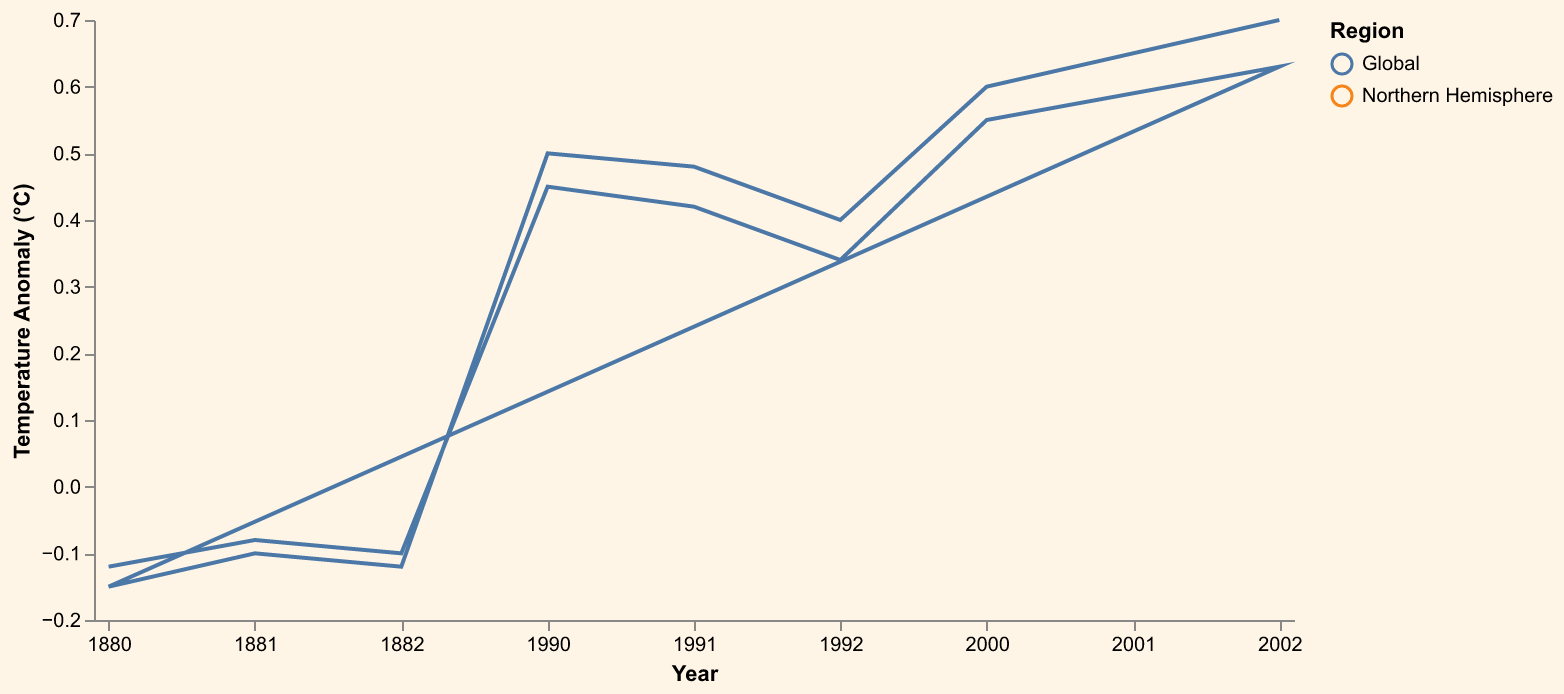 0.7
0.6
0.5
0.4
0.3
0.2
0.1
0.0
−0.1
−0.2
Temperature Anomaly (°C)
1880 1881 1882 1990 1991 1992 2000 2001 2002
Year
Region
Global
Northern Hemisphere